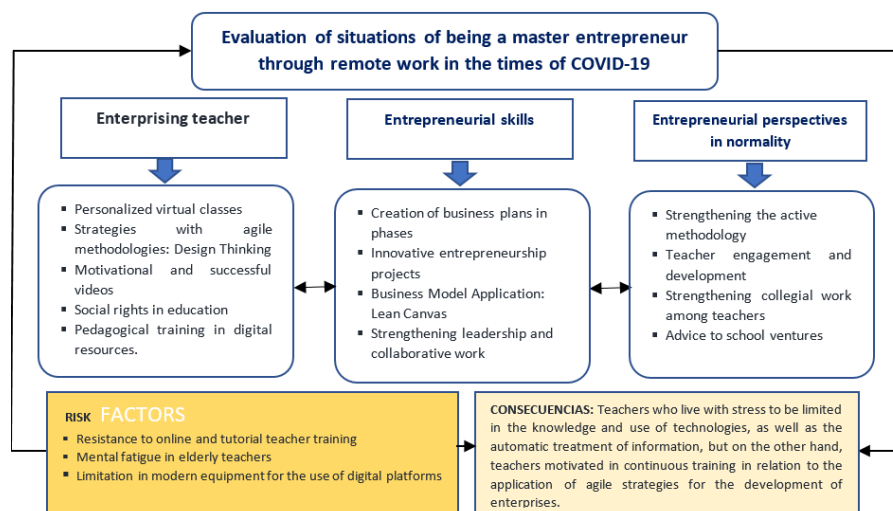 Evaluation of situations of being a master entrepreneur
through remote work in the times of COVID-19
Enterprising teacher
Entrepreneurial skills
Entrepreneurial perspectives
in normality
▪ Personalized virtual classes
▪ Strategies with agile
methodologies: Design Thinking
▪ Motivational and successful
videos
▪ Social rights in education
▪ Pedagogical training in digital
resources.
▪ Creation of business plans in
phases
▪ Innovative entrepreneurship
projects
▪ Business Model Application:
Lean Canvas
▪ Strengthening leadership and
collaborative work
▪ Strengthening the active
methodology
▪ Teacher engagement and
development
▪ Strengthening collegial work
among teachers
▪ Advice to school ventures
RISK FACTORS
▪ Resistance to online and tutorial teacher training
▪ Mental fatigue in elderly teachers
▪ Limitation in modern equipment for the use of digital platforms
CONSECUENCIAS: Teachers who live with stress to be limited
in the knowledge and use of technologies, as well as the
automatic treatment of information, but on the other hand,
teachers motivated in continuous training in relation to the
application of agile strategies for the development of
enterprises.